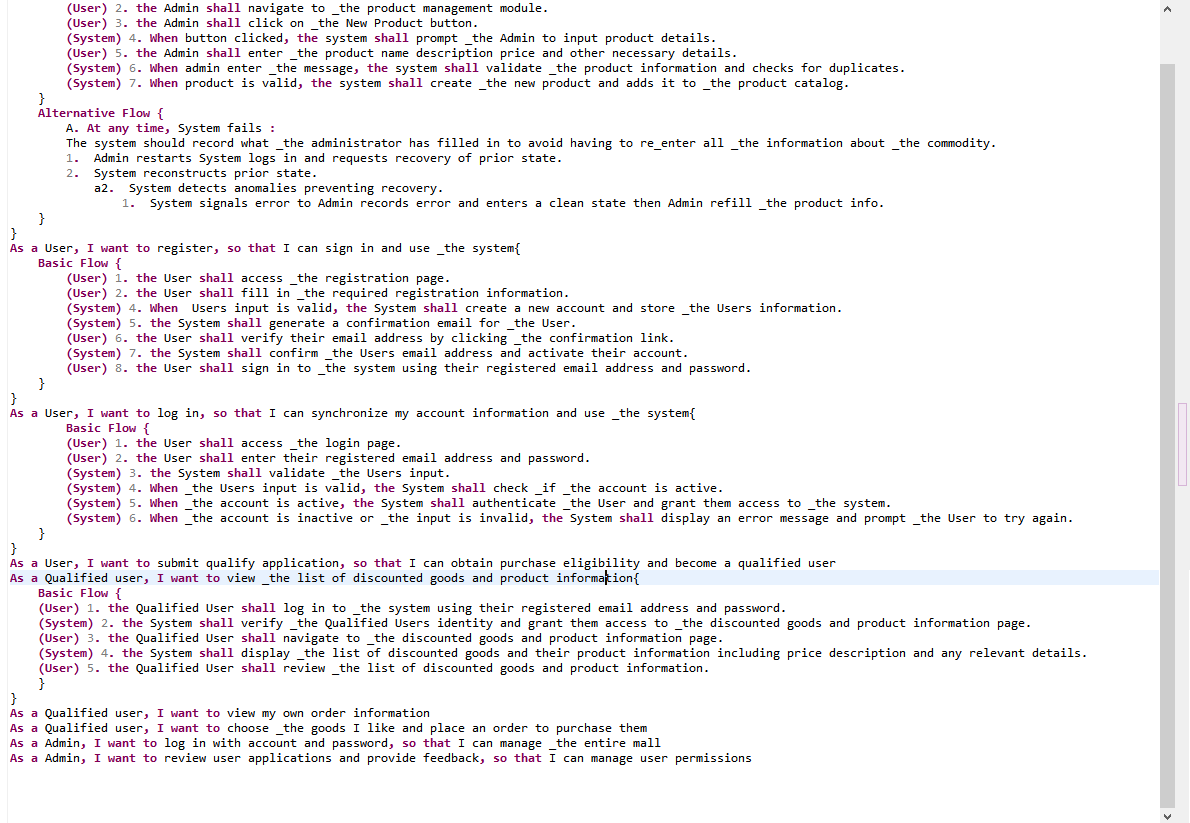 (User) 2. the Admin shall navigate to _the product management module.
(User) 3. the Admin shall click on _the New Product button.
(System) 4. When button clicked, the system shall prompt _the Admin to input product details.
(User) 5. the Admin shall enter _the product name description price and other necessary details.
(System) 6. When admin enter _the message, the system shall validate _the product information and checks for duplicates.
(System) 7. When product is valid, the system shall create _the new product and adds it to _the product catalog.
}
Alternative Flow {
A. At any time, System fails :
The system should record what _the administrator has filled in to avoid having to re_enter all _the information about _the commodity.
1. Admin restarts System logs in and requests recovery of prior state.
2. System reconstructs prior state.
a2. System detects anomalies preventing recovery.
1. System signals error to Admin records error and enters a clean state then Admin refill _the product info.
}
}
As a User, I want to register, so that I can sign in and use _the system{
Basic Flow {
(User) 1. the User shall access _the registration page.
(User) 2. the User shall fill in _the required registration information.
(System) 4. When  Users input is valid, the System shall create a new account and store _the Users information.
(System) 5. the System shall generate a confirmation email for _the User.
(User) 6. the User shall verify their email address by clicking _the confirmation link.
(System) 7. the System shall confirm _the Users email address and activate their account.
(User) 8. the User shall sign in to _the system using their registered email address and password.
}
}
As a User, I want to log in, so that I can synchronize my account information and use _the system{
Basic Flow {
(User) 1. the User shall access _the login page.
(User) 2. the User shall enter their registered email address and password.
(System) 3. the System shall validate _the Users input.
(System) 4. When _the Users input is valid, the System shall check _if _the account is active.
(System) 5. When _the account is active, the System shall authenticate _the User and grant them access to _the system.
(System) 6. When _the account is inactive or _the input is invalid, the System shall display an error message and prompt _the User to try again.
}
}
As a User, I want to submit qualify application, so that I can obtain purchase eligibility and become a qualified user
As a Qualified user, I want to view _the list of discounted goods and product information{
Basic Flow {
(User) 1. the Qualified User shall log in to _the system using their registered email address and password.
(System) 2. the System shall verify _the Qualified Users identity and grant them access to _the discounted goods and product information page.
(User) 3. the Qualified User shall navigate to _the discounted goods and product information page.
(System) 4. the System shall display _the list of discounted goods and their product information including price description and any relevant details.
(User) 5. the Qualified User shall review _the list of discounted goods and product information.
}
}
As a Qualified user, I want to view my own order information
As a Qualified user, I want to choose _the goods I like and place an order to purchase them
As a Admin, I want to log in with account and password, so that I can manage _the entire mall
As a Admin, I want to review user applications and provide feedback, so that I can manage user permissions